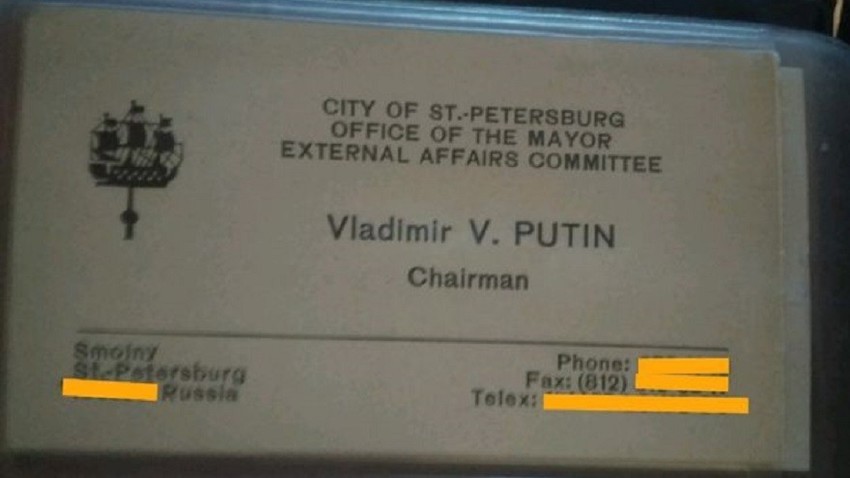 CITY OF ST.-PETERSBURG
OFFICE OF THE MAYOR
EXTERNAL AFFAIRS COMMITTEE
Vladimir V. PUTIN
Chairman
Smolny
St.-Petersburg
Russia
Phone:
Fax: (812)
Telex: